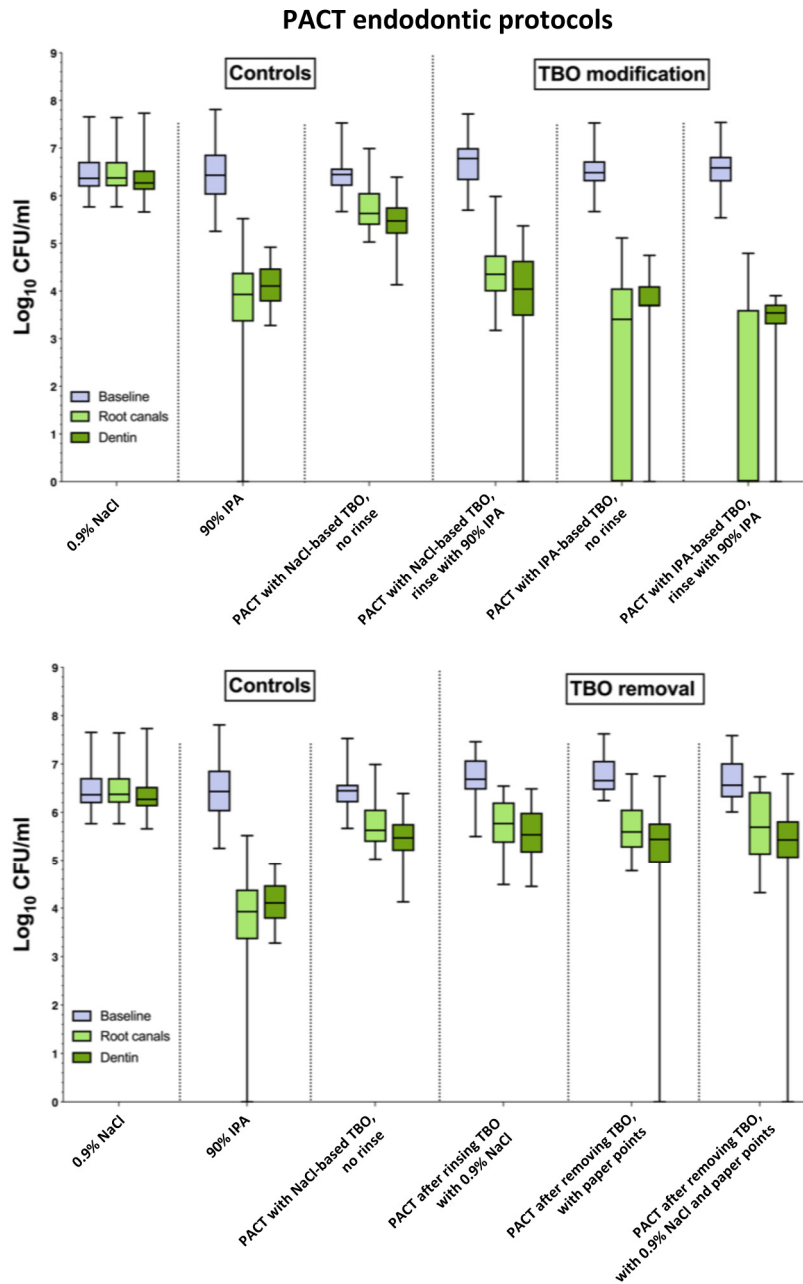 PACT endodontic protocols
Controls
TBO modification
Log10 CFU/ml
9
8
7
6
5
4
3
2
1
0
Baseline
Root canals
Dentin
0.9% NaCl
90% IPA
PACT with NaCl-based TBO,
no rinse
PACT with NaCl-based TBO,
rinse with 90% IPA
PACT with IPA-based TBO,
no rinse
PACT with IPA-based TBO,
rinse with 90% IPA
Controls
TBO removal
Log10 CFU/ml
9
8
7
6
5
4
3
2
1
0
Baseline
Root canals
Dentin
0.9% NaCl
90% IPA
PACT with NaCl-based TBO,
no rinse
PACT after rinsing TBO
with 0.9% NaCl
PACT after removing TBO,
with paper points
PACT after removing TBO,
with 0.9% NaCl and paper points